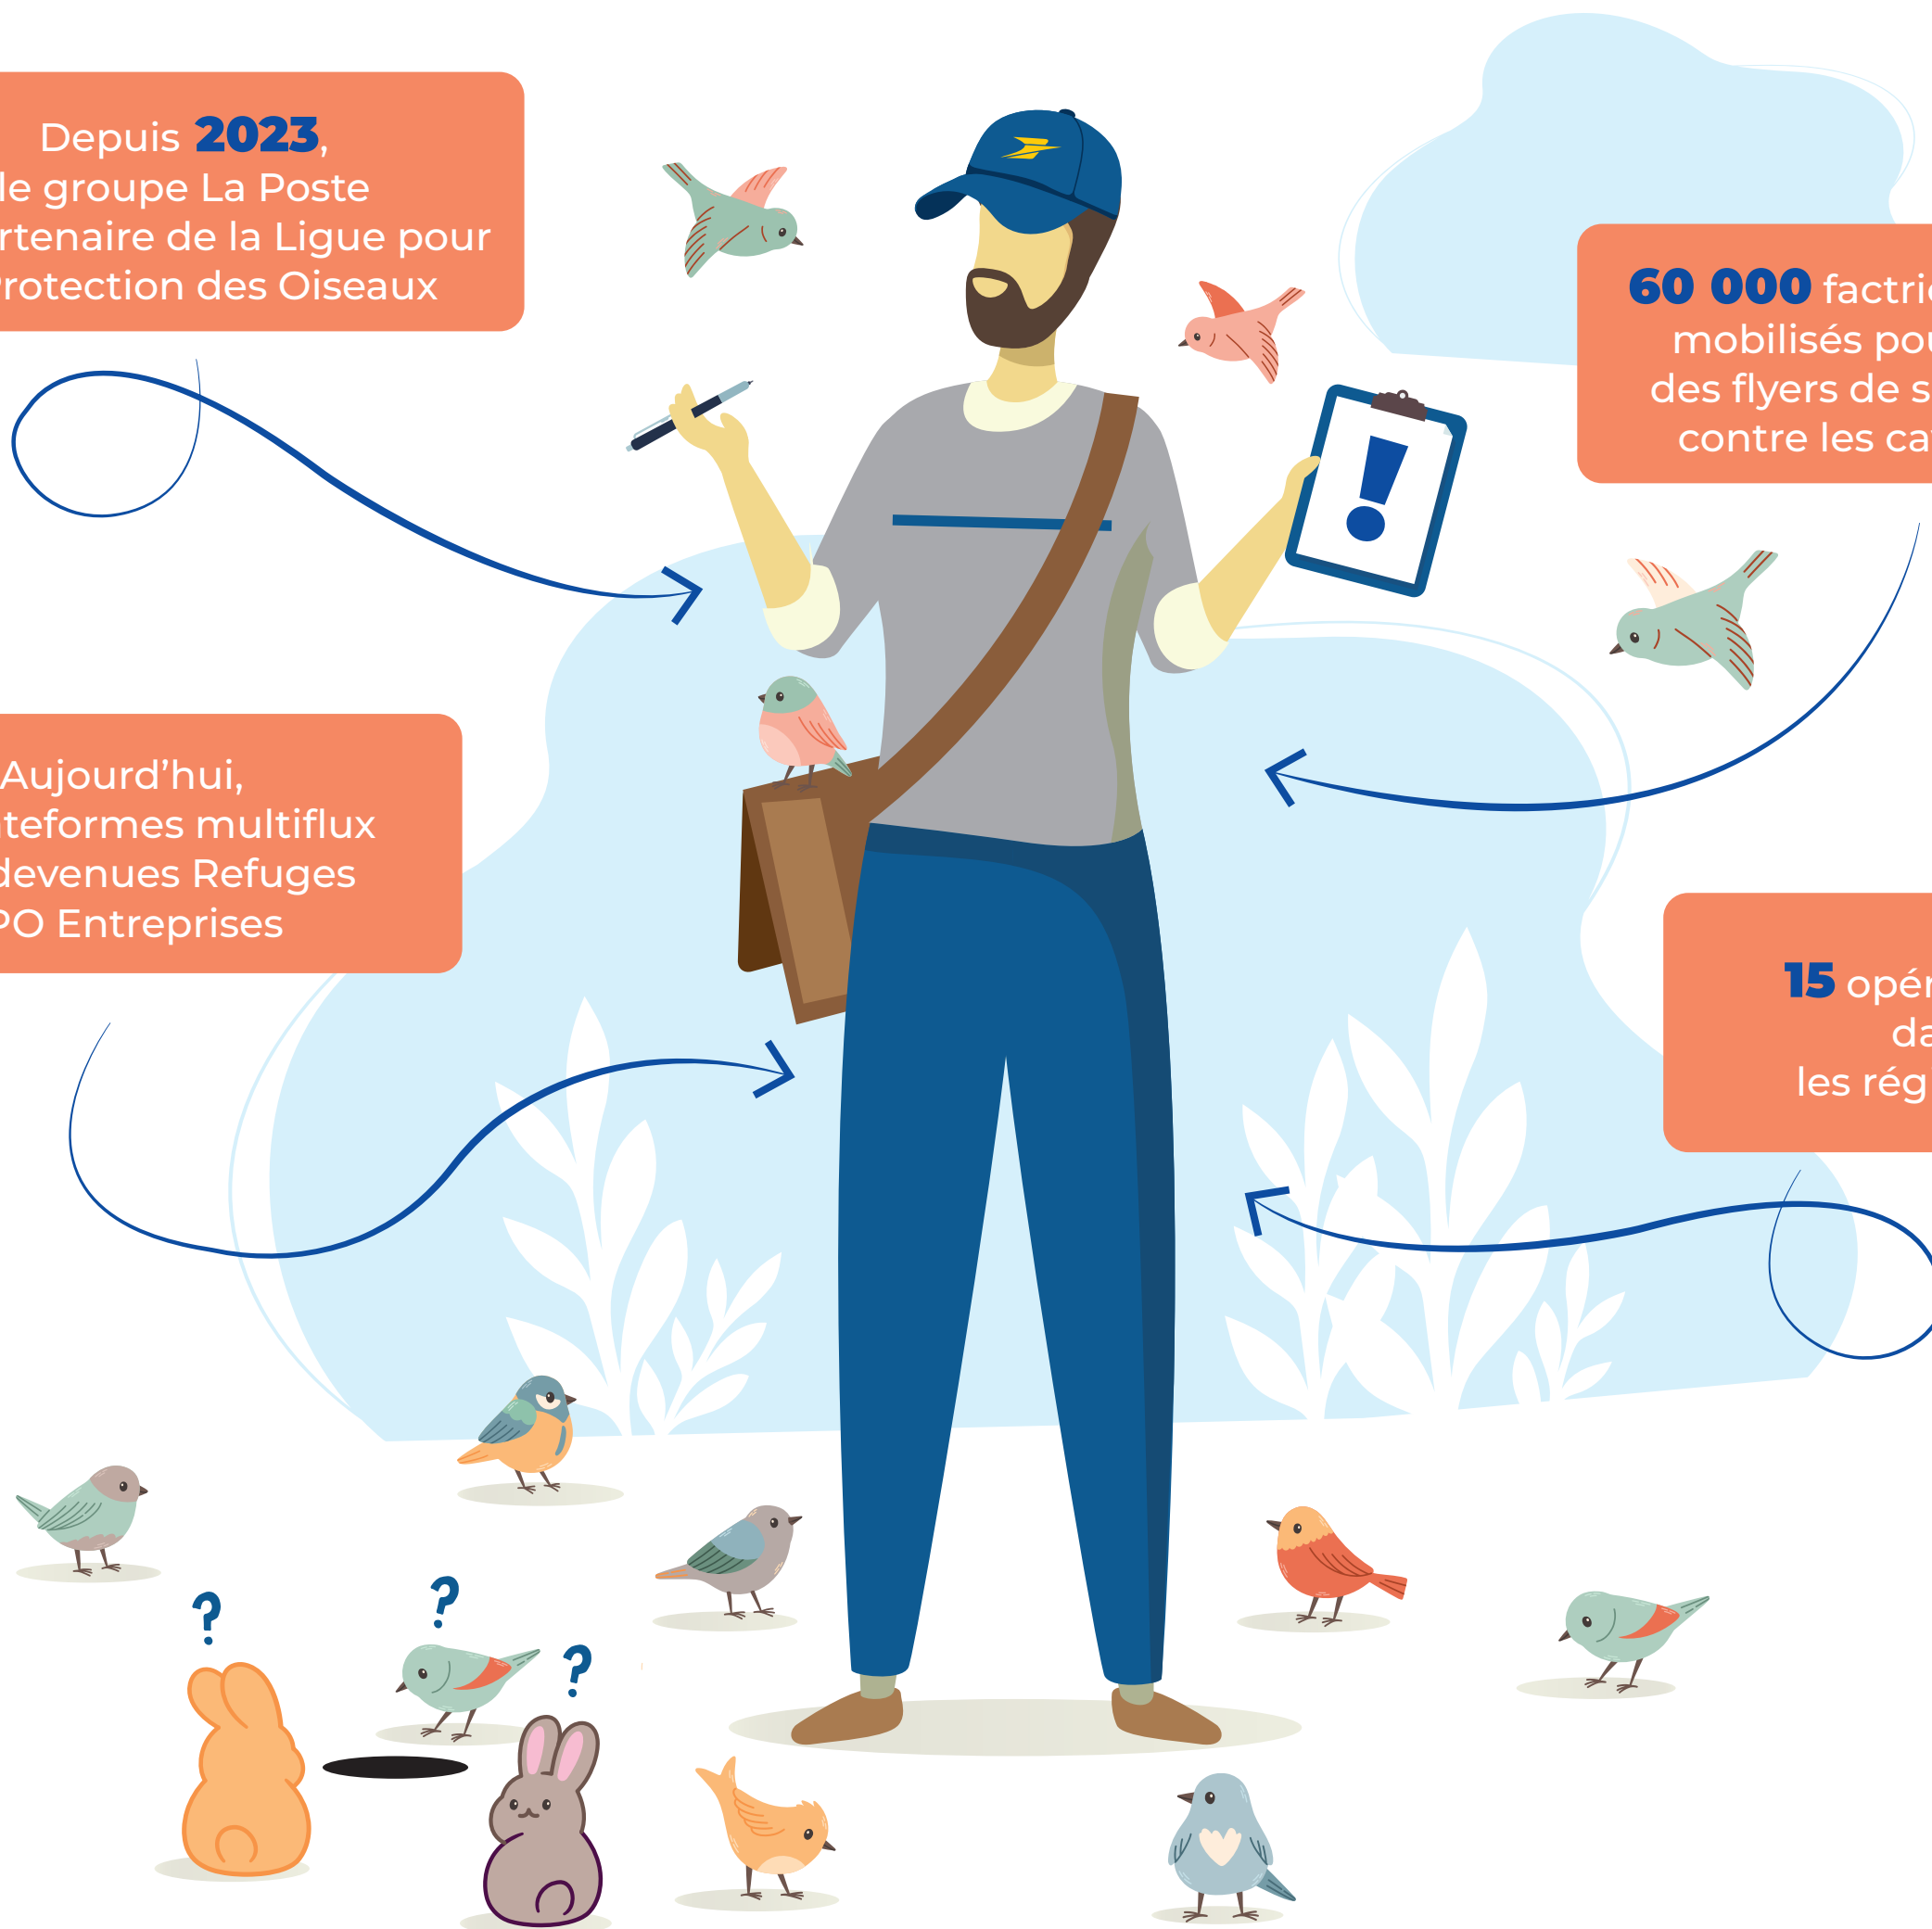 Depuis 2023,
le groupe La Poste
rtenaire de la Ligue pour
rotection des Oiseaux
60 000 factri
mobilisés pou
des flyers de s
contre les ca
Aujourd’hui,
teformes multiflux
devenues Refuges
PO Entreprises
15 opér
da
les rég
!
?
?
?